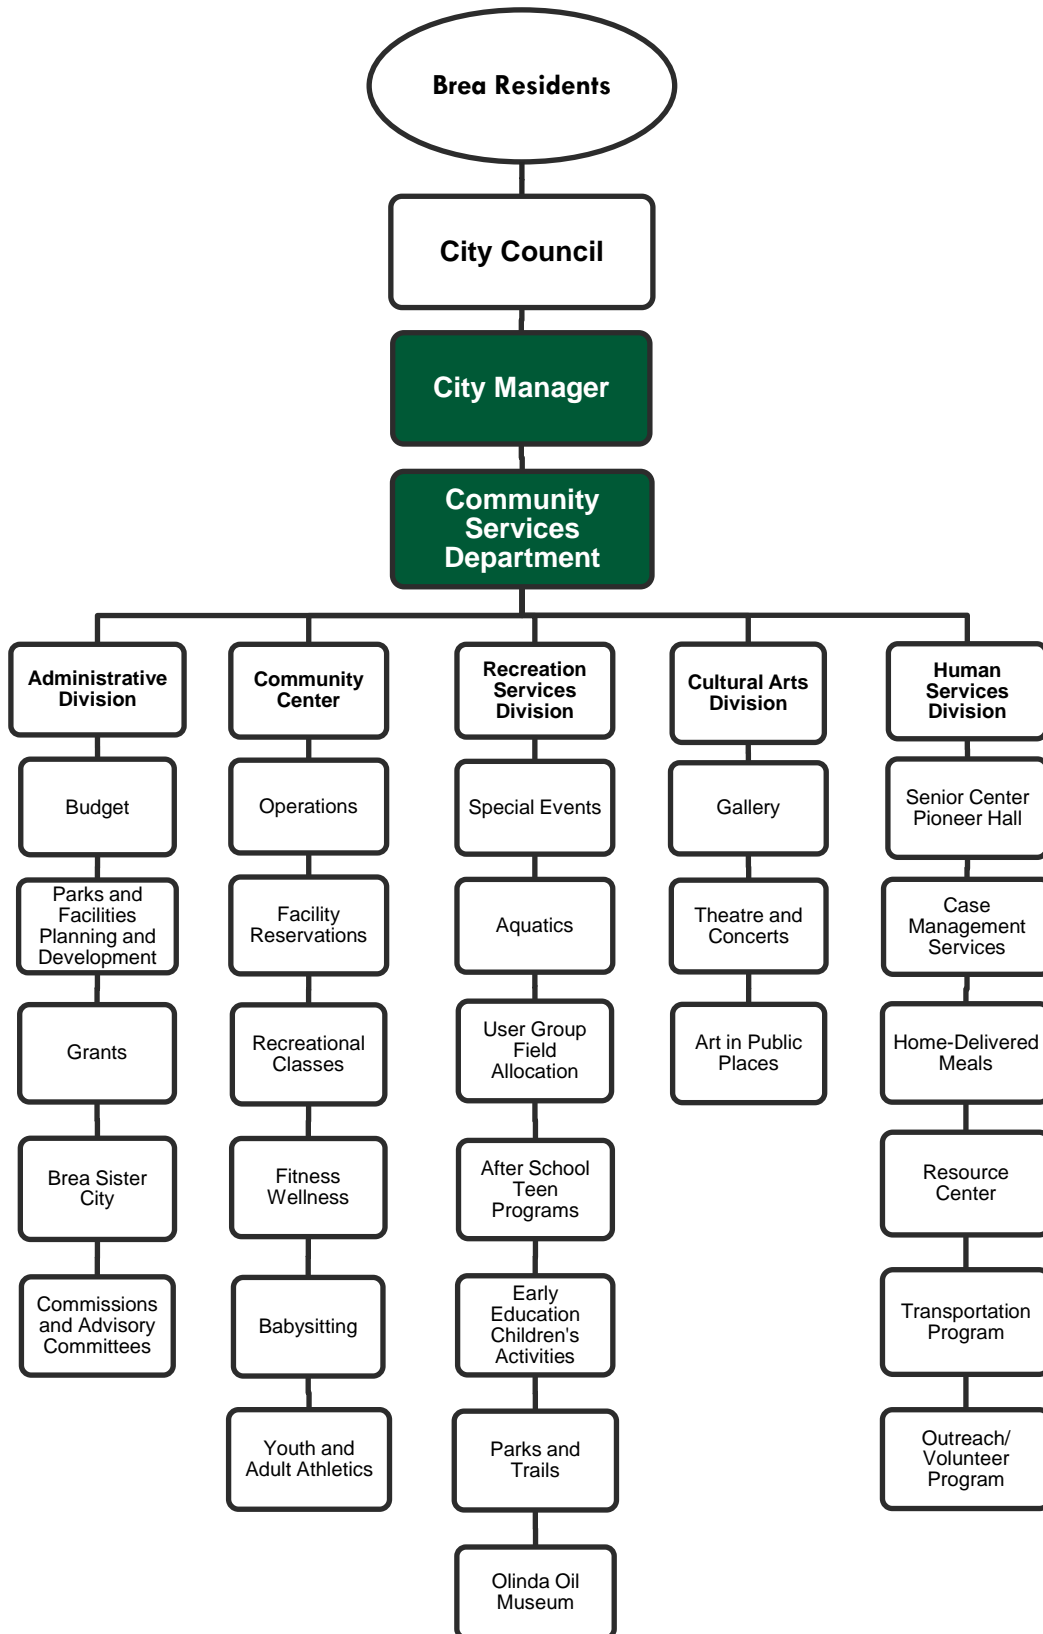 Brea Residents
City Council
City Manager
Community
Services
Department
Administrative
Division
Budget
Parks and
Facilities
Planning and
Development
Grants
Brea Sister
City
Commissions
and Advisory
Committees
Community
Center
Operations
Facility
Reservations
Recreational
Classes
Fitness
Wellness
Babysitting
Youth and
Adult Athletics
Recreation
Services
Division
Special Events
Aquatics
User Group
Field
Allocation
After School
Teen
Programs
Early
Education
Children's
Activities
Parks and
Trails
Olinda Oil
Museum
Cultural Arts
Division
Gallery
Theatre and
Concerts
Art in Public
Places
Human
Services
Division
Senior Center
Pioneer Hall
Case
Management
Services
Home-Delivered
Meals
Resource
Center
Transportation
Program
Outreach/
Volunteer
Program